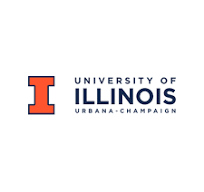 I
UNIVERSITY OF
ILLINOIS
URBANA-CHAMPAIGN